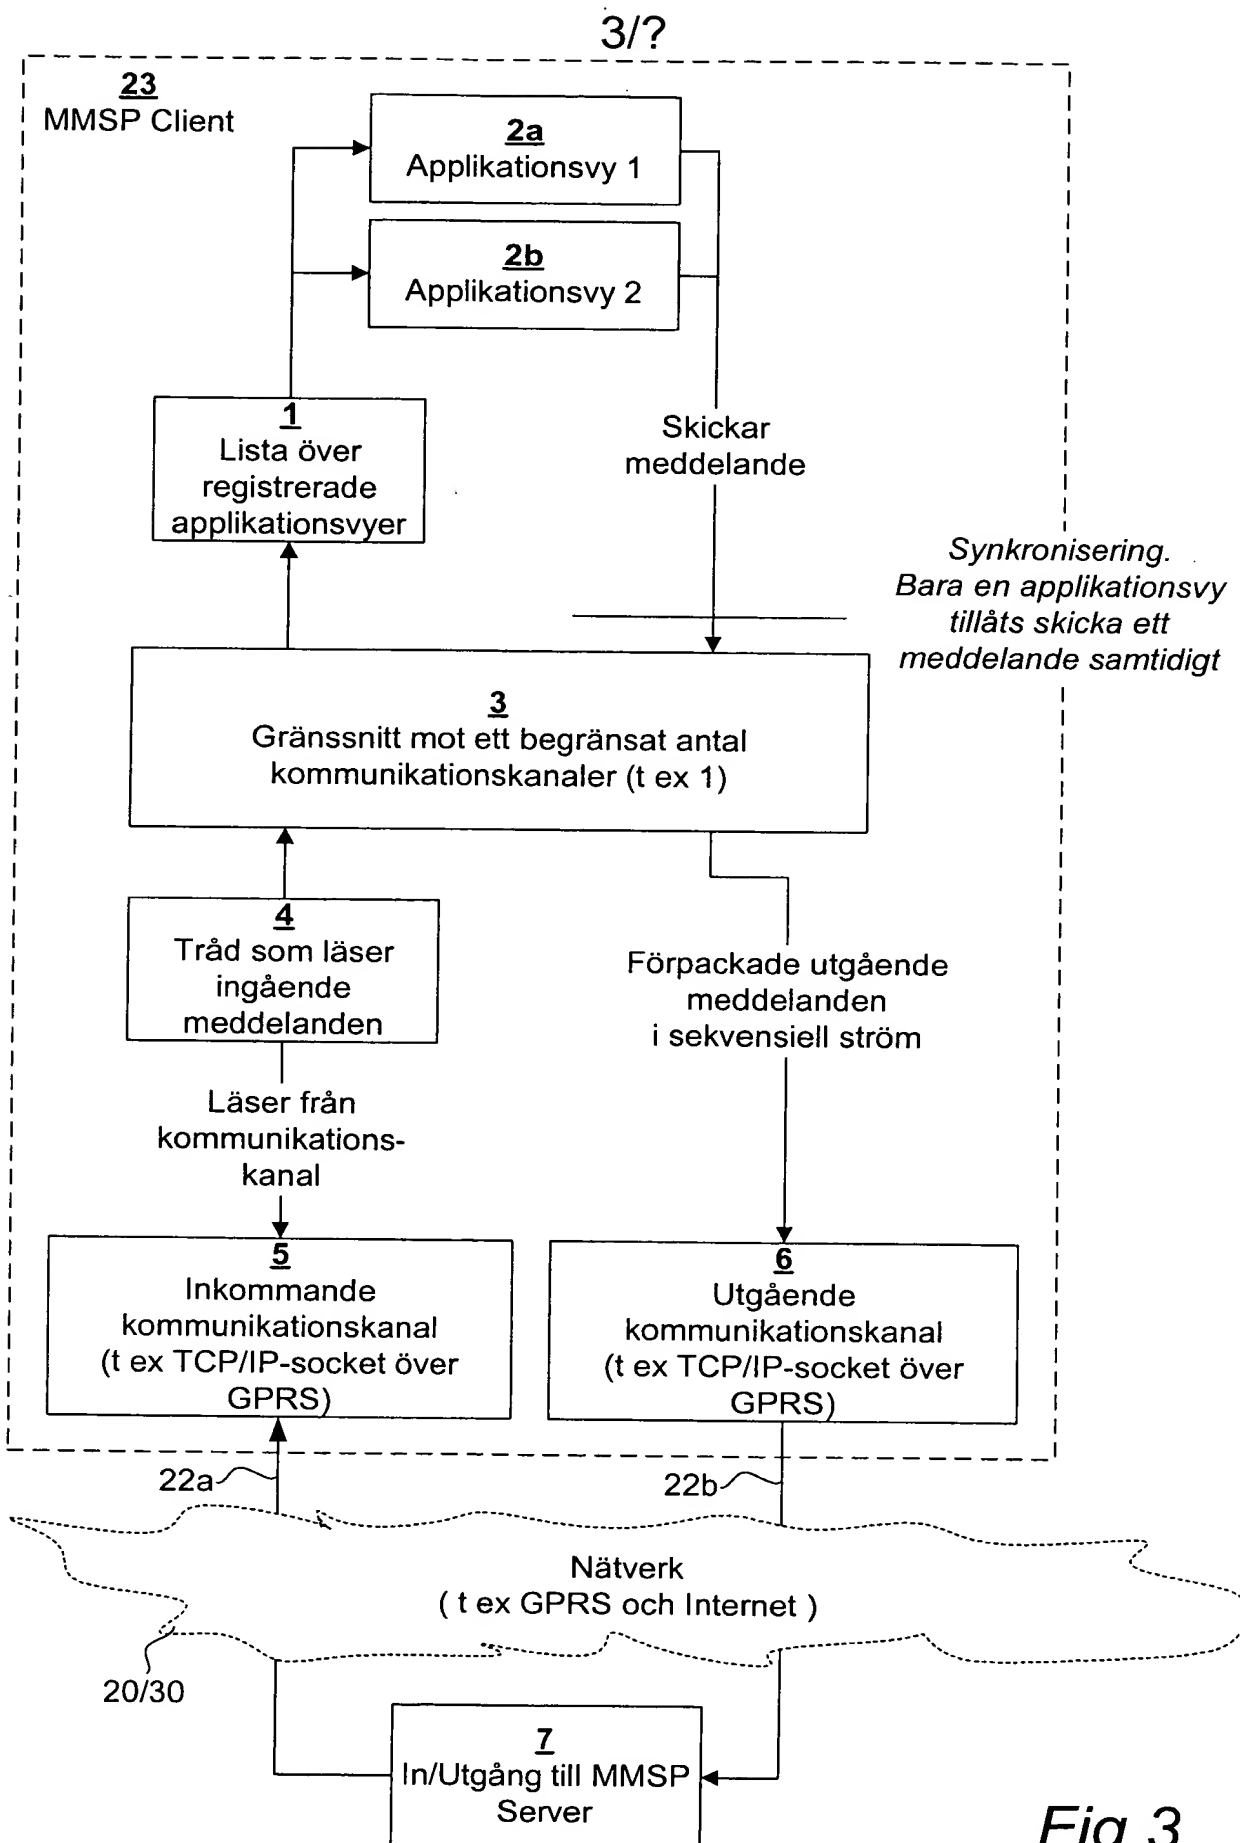 3/?
23
MMSP Client
2a
Applikationsvy 1
2b
Applikationsvy 2
1
Lista över
registrerade
applikationsvyer
Skickar
meddelande
Synkronisering.
Bara en applikationsvy
tillåts skicka ett
meddelande samtidigt
3
Gränssnitt mot ett begränsat antal
kommunikationskanaler (t ex 1)
4
Tråd som läser
ingående
meddelanden
Förpackade utgående
meddelanden
i sekvensiell ström
Läser från
kommunikations-
kanal
5
Inkommande
kommunikationskanal
(t ex TCP/IP-socket över
GPRS)
6
Utgående
kommunikationskanal
(t ex TCP/IP-socket över
GPRS)
22a
22b
Nätverk
( t ex GPRS och Internet )
20/30
7
In/Utgång till MMSP
Server
Fig 3